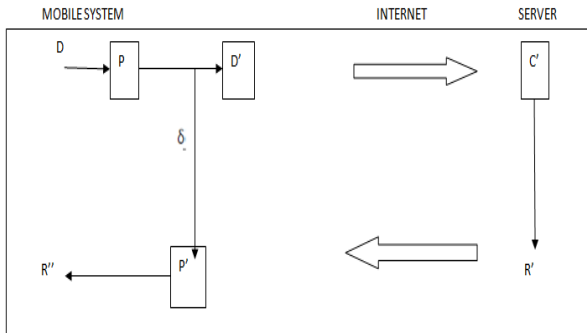 MOBILE SYSTEM INTERNET SERVER
D P D' C'
δ
R'' P' R'